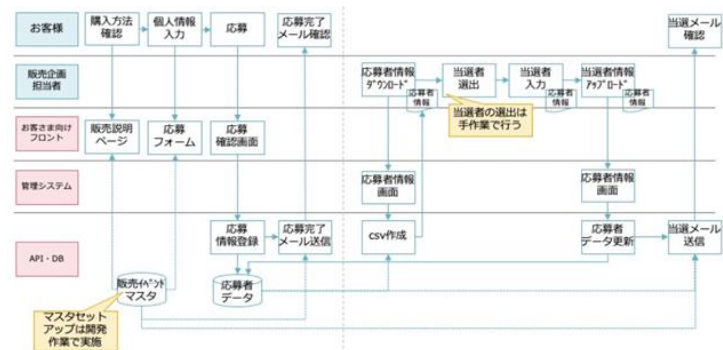 お客様
購入方法
確認
個人情報
入力
応募
応募完了
メール確認
当選メール
確認
販売企画
担当者
応募者情報
ダウンロード
応募者
情報
当選者
選出
当選者
入力
応募者
情報
応募者情報
アップロード
応募者
情報
当選者の選出は
手作業で行う
お客さま向け
フロント
販売説明
ページ
応募
フォーム
応募
確認画面
管理システム
応募者情報
画面
応募者情報
画面
API・DB
応募
情報登録
応募完了
メール送信
csv作成
応募者
データ更新
当選メール
送信
販売イベント
マスタ
応募者
データ
マスタセット
アップは開発
作業で実施